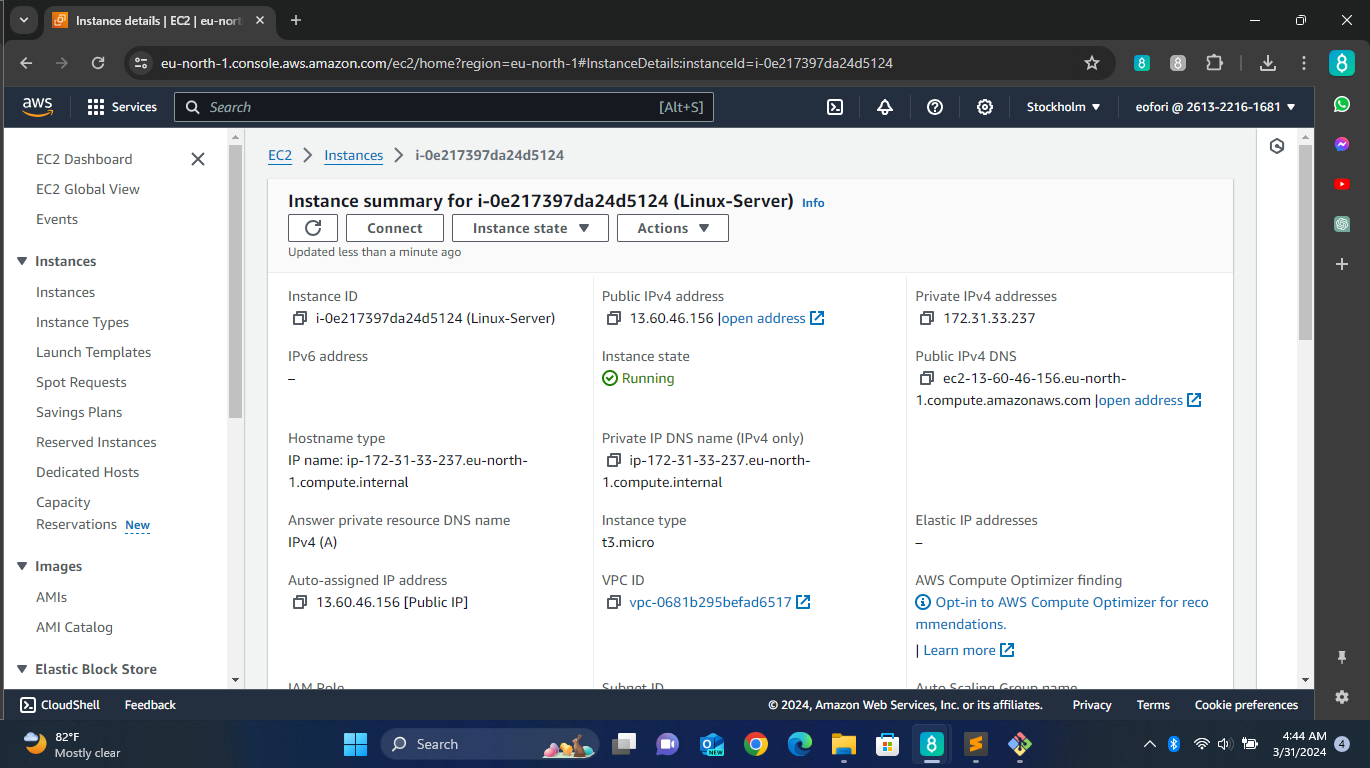 Instance details | EC2 | eu-nort
eu-north-1.console.aws.amazon.com/ec2/home?region=eu-north-1#InstanceDetails:instanceId=i-0e217397da24d5124
8
8
8
aws
Services
Search
[Alt+S]
Stockholm
eofori @ 2613-2216-1681
EC2 Dashboard
EC2 Global View
Events
Instances
Instances
Instance Types
Launch Templates
Spot Requests
Savings Plans
Reserved Instances
Dedicated Hosts
Capacity
Reservations New
Images
AMIs
AMI Catalog
Elastic Block Store
EC2
Instances
i-0e217397da24d5124
Instance summary for i-0e217397da24d5124 (Linux-Server) Info
Connect
Instance state
Actions
Updated less than a minute ago
Instance ID
i-0e217397da24d5124 (Linux-Server)
Public IPv4 address
13.60.46.156 |open address
Private IPv4 addresses
172.31.33.237
IPv6 address
–
Instance state
Running
Public IPv4 DNS
ec2-13-60-46-156.eu-north-
1.compute.amazonaws.com |open address
Hostname type
IP name: ip-172-31-33-237.eu-north-
1.compute.internal
Private IP DNS name (IPv4 only)
ip-172-31-33-237.eu-north-
1.compute.internal
Answer private resource DNS name
IPv4 (A)
Instance type
t3.micro
Elastic IP addresses
–
Auto-assigned IP address
13.60.46.156 [Public IP]
VPC ID
vpc-0681b295befad6517
AWS Compute Optimizer finding
Opt-in to AWS Compute Optimizer for reco
mmendations.
| Learn more
IAM Role
Subnet ID
Auto Scaling Group name
CloudShell
Feedback
© 2024, Amazon Web Services, Inc. or its affiliates.
Privacy
Terms
Cookie preferences
82°F
Mostly clear
Search
NEW
8
4:44 AM
3/31/2024
4